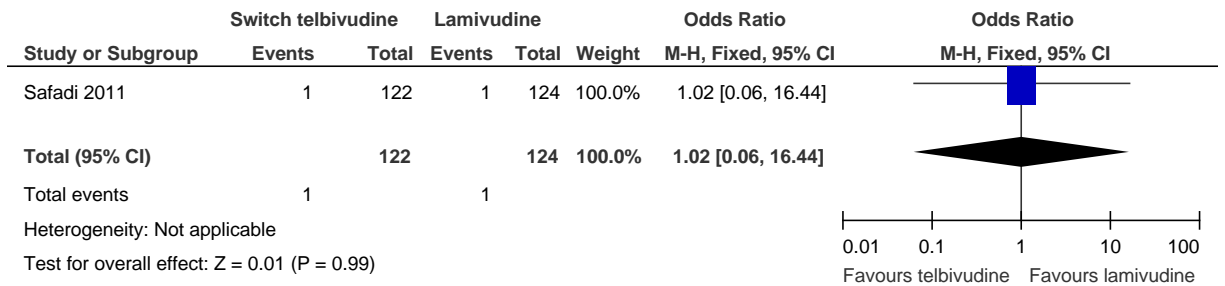 Switch telbivudine Lamivudine Odds Ratio Odds Ratio
Study or Subgroup Events Total Events Total Weight M-H, Fixed, 95% CI M-H, Fixed, 95% CI
Safadi 2011 1 122 1 124 100.0% 1.02 [0.06, 16.44]
Total (95% CI) 122 124 100.0% 1.02 [0.06, 16.44]
Total events 1 1
Heterogeneity: Not applicable
Test for overall effect: Z = 0.01 (P = 0.99)
0.01 0.1 1 10 100
Favours telbivudine Favours lamivudine